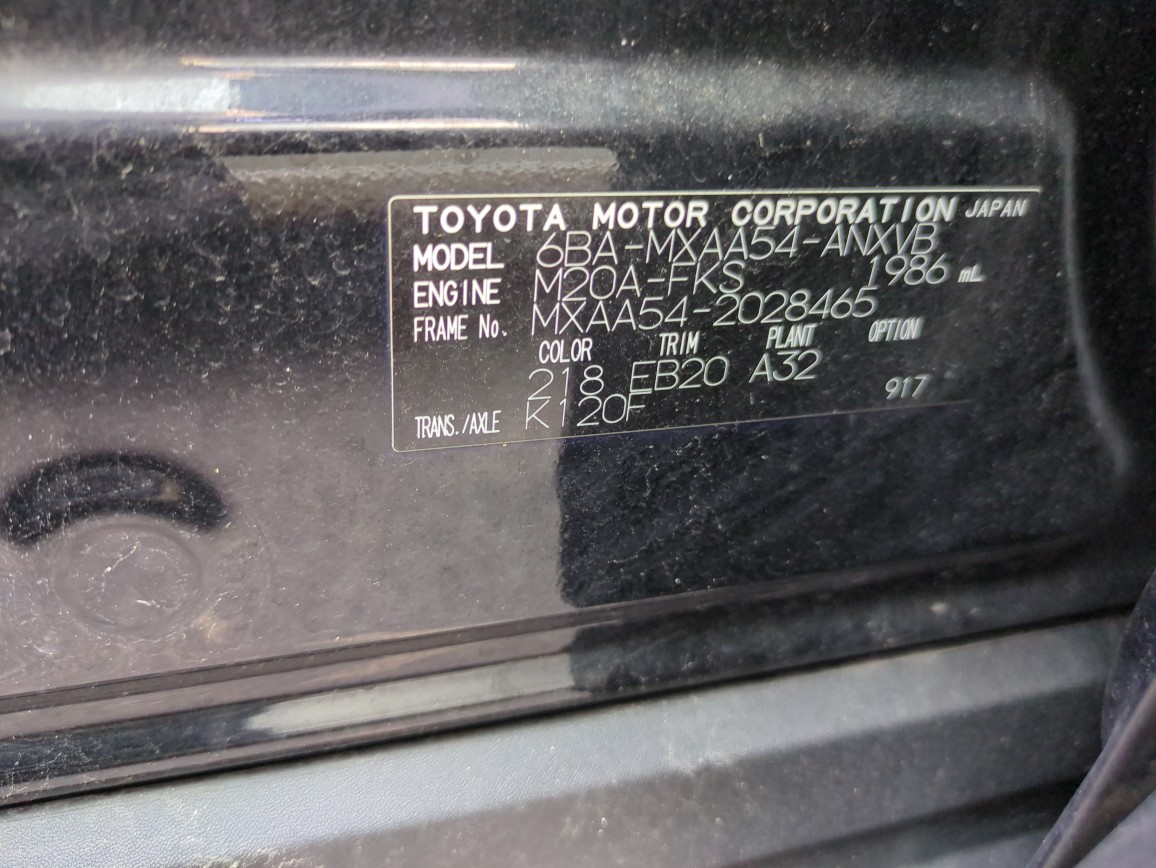 TOYOTA MOTOR CORPORATION JAPAN
MODEL 6BA-MXAA54-ANXVB
ENGINE M20A-FKS 1986 mL
FRAME No. MXAA54-2028465
COLOR TRIM PLANT OPTION
218 EB20 A32 917
TRANS./AXLE K120F